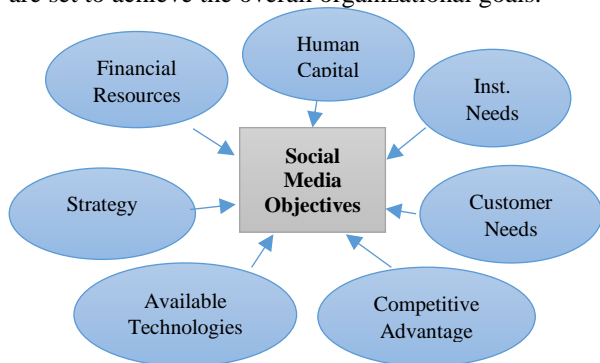 are set to achieve the overall organizational goals.
Human
Capital
Financial
Resources
Inst.
Needs
Social
Media
Objectives
Strategy
Customer
Needs
Available
Technologies
Competitive
Advantage